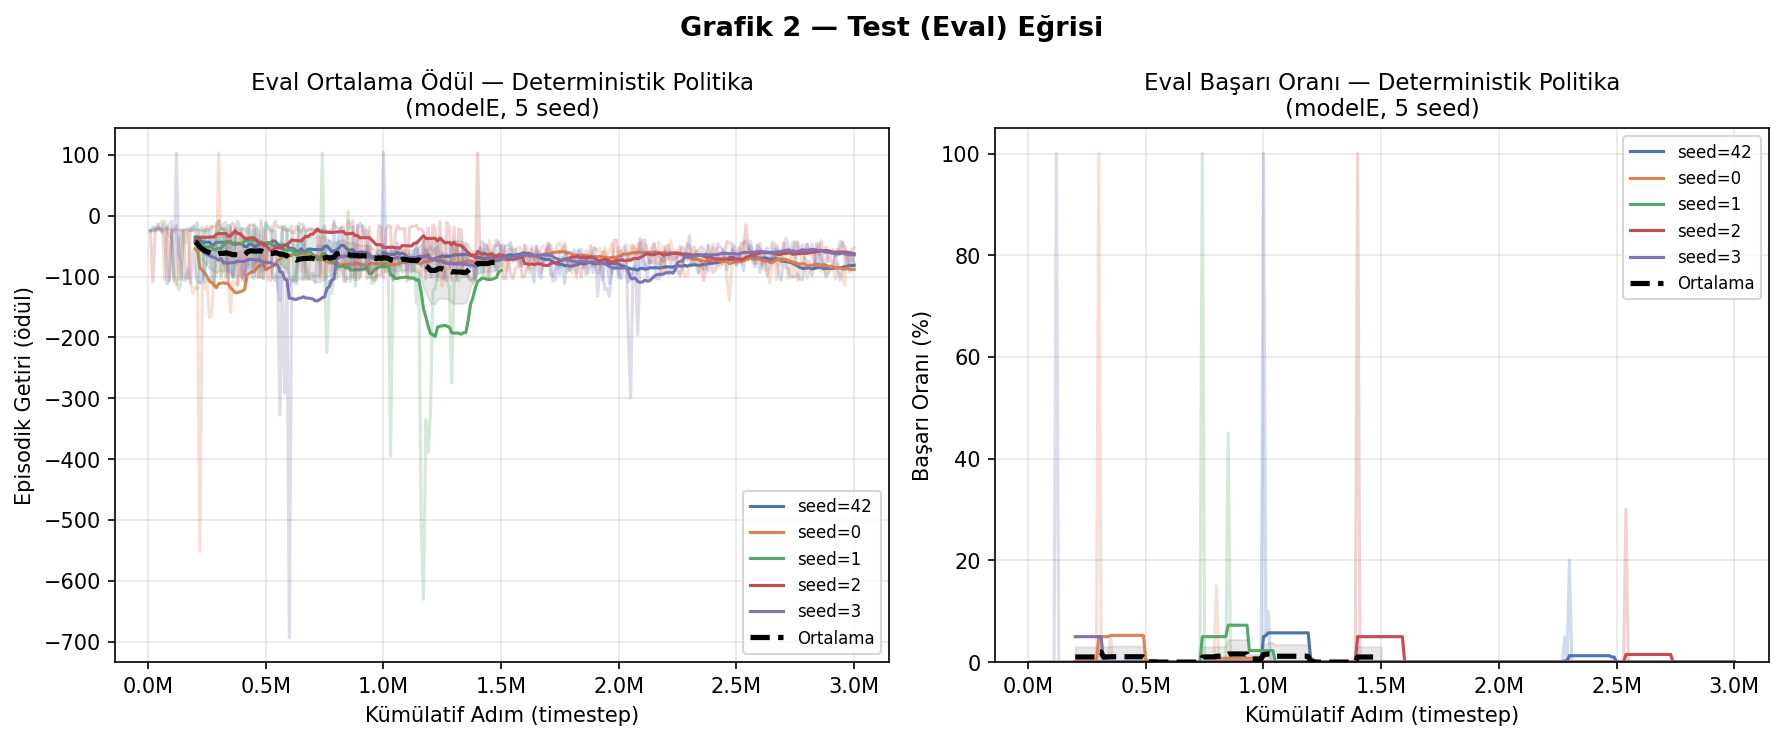 Grafik 2 — Test (Eval) Eğrisi
Eval Ortalama Ödül — Deterministik Politika
(modelE, 5 seed)
100
0
−100
−200
−300
−400
−500
−600
−700
Episodik Getiri (ödül)
0.0M 0.5M 1.0M 1.5M 2.0M 2.5M 3.0M
Kümülatif Adım (timestep)
seed=42
seed=0
seed=1
seed=2
seed=3
Ortalama
Eval Başarı Oranı — Deterministik Politika
(modelE, 5 seed)
100
80
60
40
20
0
Başarı Oranı (%)
0.0M 0.5M 1.0M 1.5M 2.0M 2.5M 3.0M
Kümülatif Adım (timestep)
seed=42
seed=0
seed=1
seed=2
seed=3
Ortalama